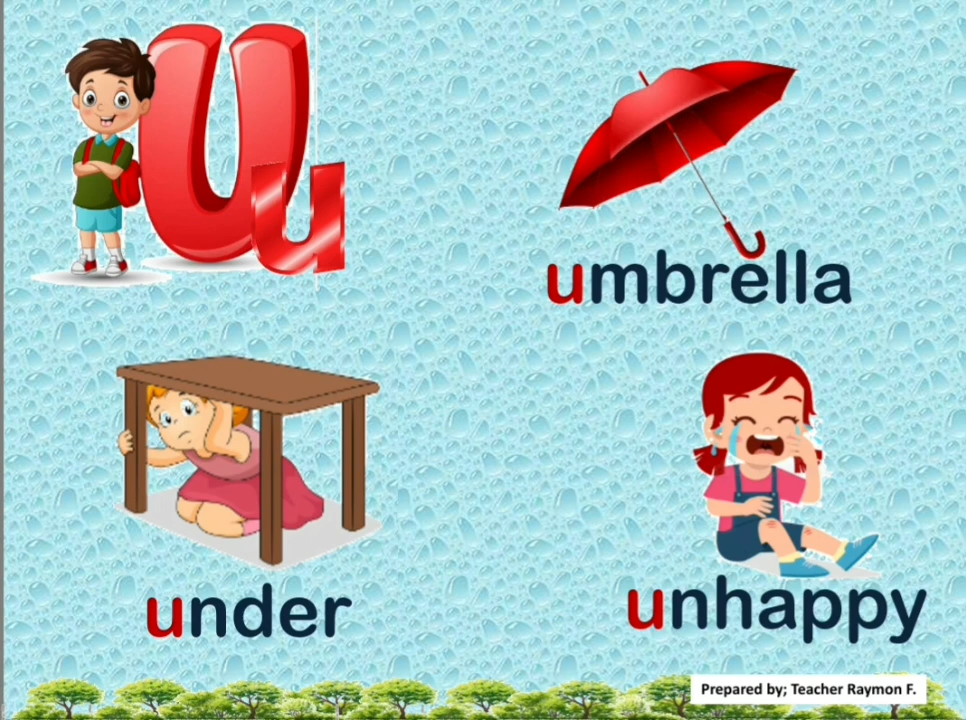 Uu
umbrella
under
unhappy
Prepared by; Teacher Raymon F.